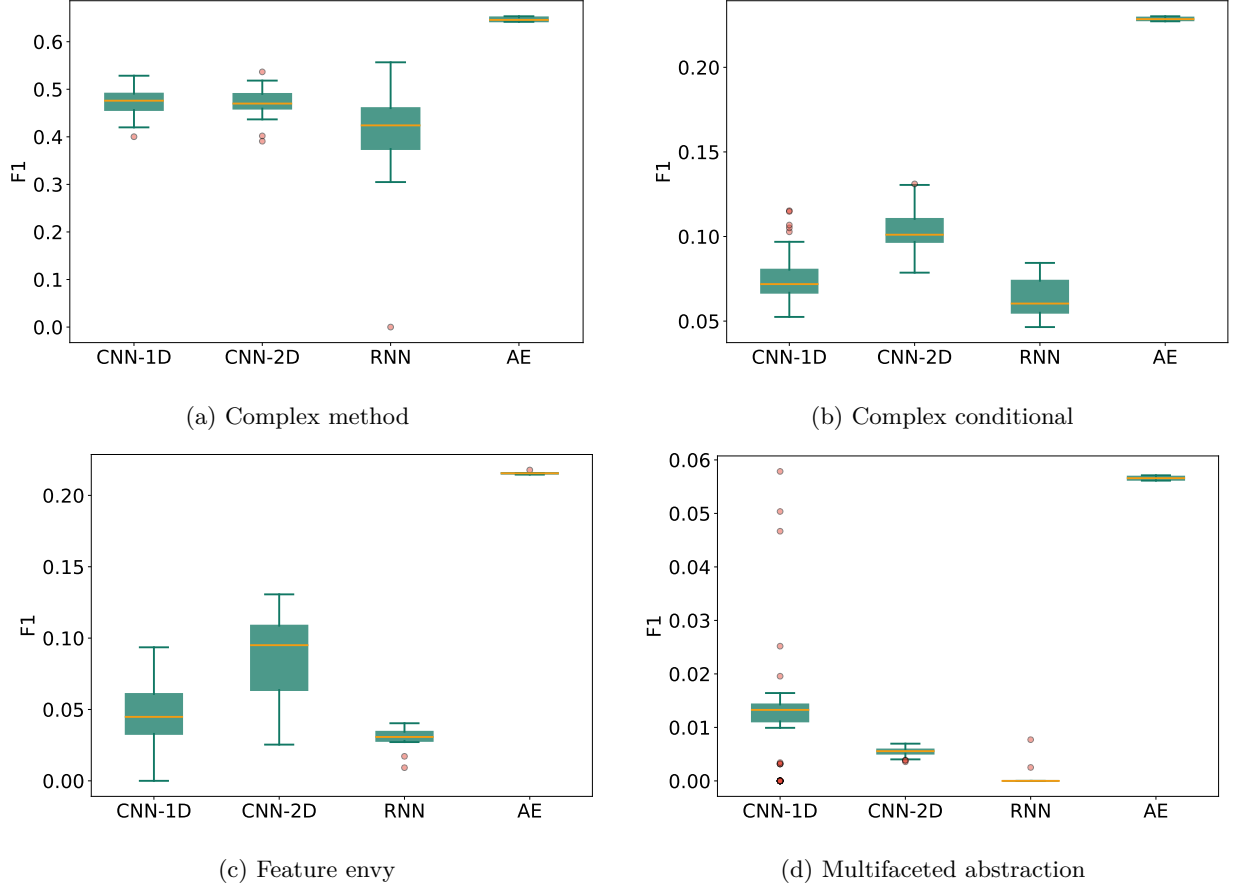 F1
0.6
0.5
0.4
0.3
0.2
0.1
0.0
CNN-1D CNN-2D RNN AE
(a) Complex method
F1
0.20
0.15
0.10
0.05
CNN-1D CNN-2D RNN AE
(b) Complex conditional
F1
0.20
0.15
0.10
0.05
0.00
CNN-1D CNN-2D RNN AE
(c) Feature envy
F1
0.06
0.05
0.04
0.03
0.02
0.01
0.00
CNN-1D CNN-2D RNN AE
(d) Multifaceted abstraction